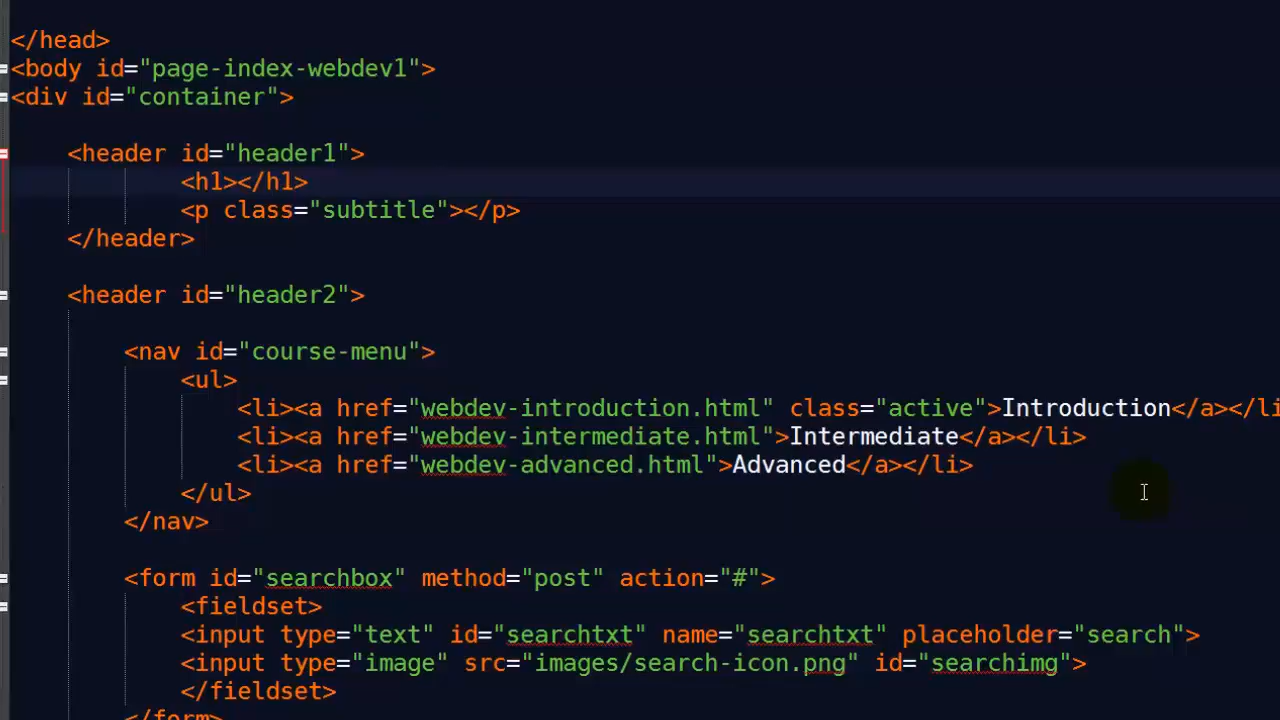 </head>
<body id="page-index-webdev1">
<div id="container">
<header id="header1">
<h1></h1>
<p class="subtitle"></p>
</header>
<header id="header2">
<nav id="course-menu">
<ul>
<li><a href="webdev-introduction.html" class="active">Introduction</a></li
<li><a href="webdev-intermediate.html">Intermediate</a></li>
<li><a href="webdev-advanced.html">Advanced</a></li>
</ul>
</nav>
<form id="searchbox" method="post" action="#">
<fieldset>
<input type="text" id="searchtxt" name="searchtxt" placeholder="search">
<input type="image" src="images/search-icon.png" id="searchimg">
</fieldset>
</form>